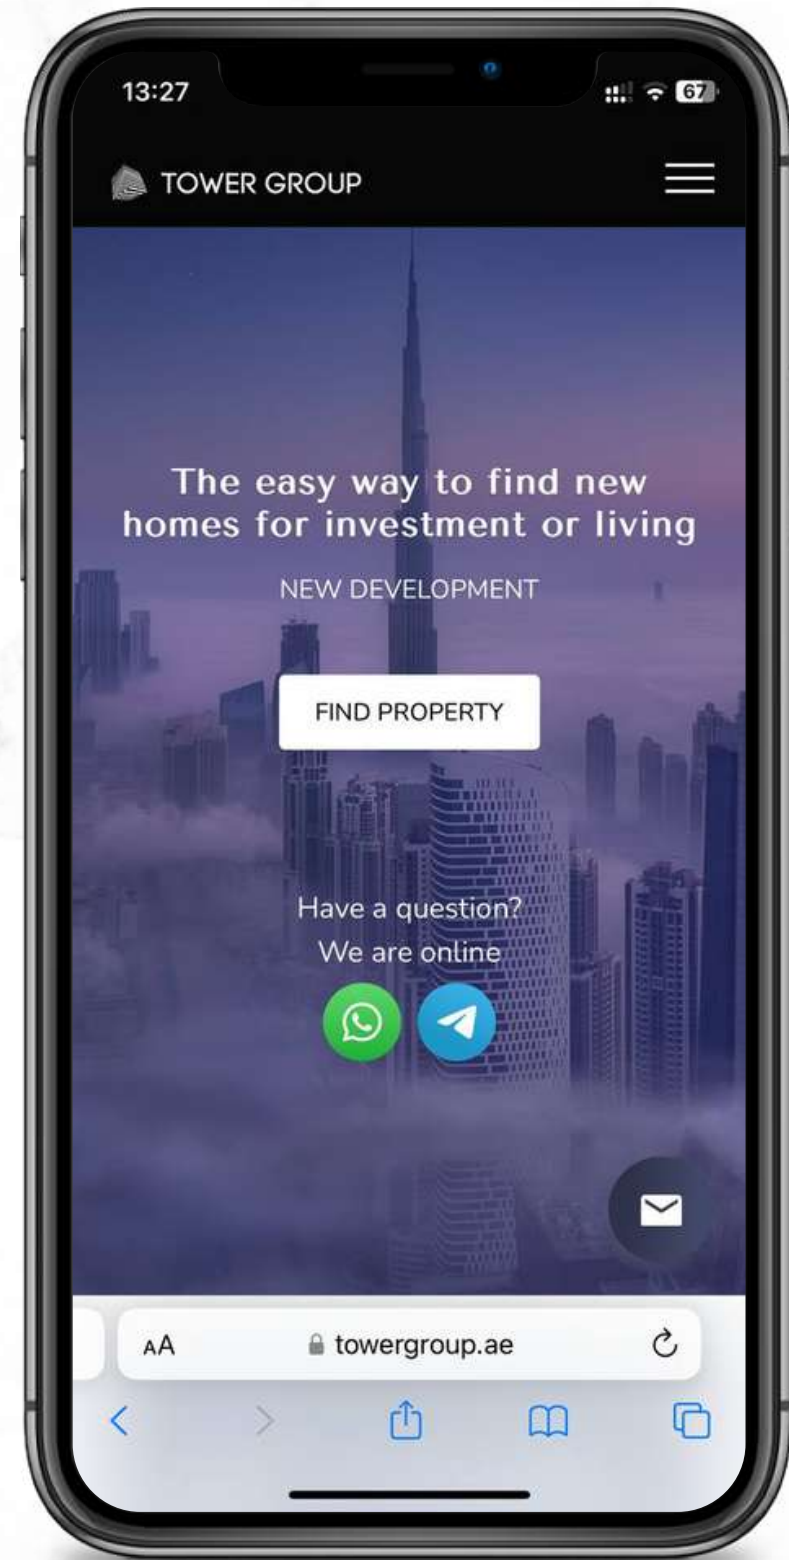 13:27
67
TOWER GROUP
The easy way to find new
homes for investment or living
NEW DEVELOPMENT
FIND PROPERTY
Have a question?
We are online
AA
towergroup.ae